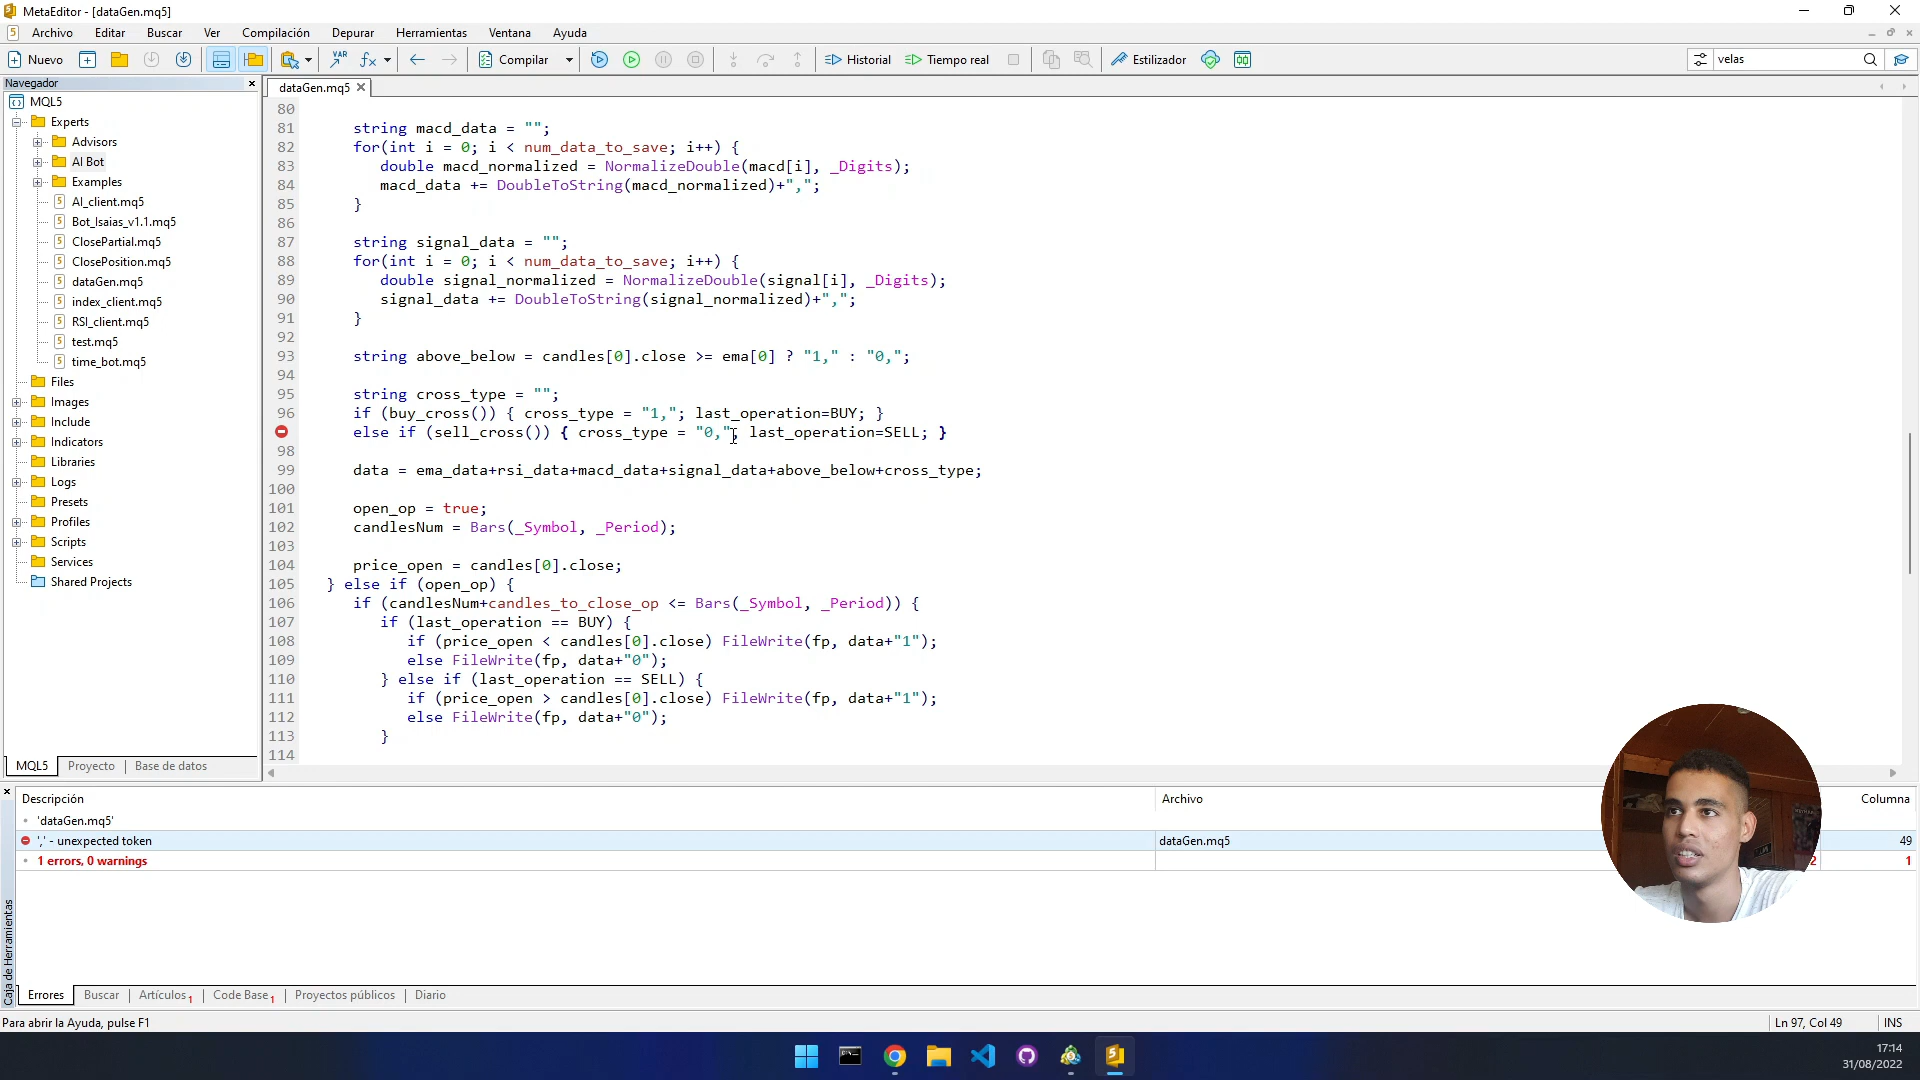 MetaEditor - [dataGen.mq5]
Archivo Editar Buscar Ver Compilación Depurar Herramientas Ventana Ayuda
Nuevo VAR Compilar Historial Tiempo real Estilizador velas
Navegador
dataGen.mq5
MQL5
Experts
Advisors
AI Bot
Examples
AI_client.mq5
Bot_Isaias_v1.1.mq5
ClosePartial.mq5
ClosePosition.mq5
dataGen.mq5
index_client.mq5
RSI_client.mq5
test.mq5
time_bot.mq5
Files
Images
Include
Indicators
Libraries
Logs
Presets
Profiles
Scripts
Services
Shared Projects
MQL5 Proyecto Base de datos
80
81 string macd_data = "";
82 for(int i = 0; i < num_data_to_save; i++) {
83 double macd_normalized = NormalizeDouble(macd[i], _Digits);
84 macd_data += DoubleToString(macd_normalized)+",";
85 }
86
87 string signal_data = "";
88 for(int i = 0; i < num_data_to_save; i++) {
89 double signal_normalized = NormalizeDouble(signal[i], _Digits);
90 signal_data += DoubleToString(signal_normalized)+",";
91 }
92
93 string above_below = candles[0].close >= ema[0] ? "1," : "0,";
94
95 string cross_type = "";
96 if (buy_cross()) { cross_type = "1,"; last_operation=BUY; }
else if (sell_cross()) { cross_type = "0,"; last_operation=SELL; }
98
99 data = ema_data+rsi_data+macd_data+signal_data+above_below+cross_type;
100
101 open_op = true;
102 candlesNum = Bars(_Symbol, _Period);
103
104 price_open = candles[0].close;
105 } else if (open_op) {
106 if (candlesNum+candles_to_close_op <= Bars(_Symbol, _Period)) {
107 if (last_operation == BUY) {
108 if (price_open < candles[0].close) FileWrite(fp, data+"1");
109 else FileWrite(fp, data+"0");
110 } else if (last_operation == SELL) {
111 if (price_open > candles[0].close) FileWrite(fp, data+"1");
112 else FileWrite(fp, data+"0");
113 }
114
Descripción Archivo Columna
'dataGen.mq5'
',' - unexpected token dataGen.mq5 49
1 errors, 0 warnings 2 1
Caja de Herramientas
Errores Buscar Artículos 1 Code Base 1 Proyectos públicos Diario
Para abrir la Ayuda, pulse F1 Ln 97, Col 49 INS
17:14
31/08/2022